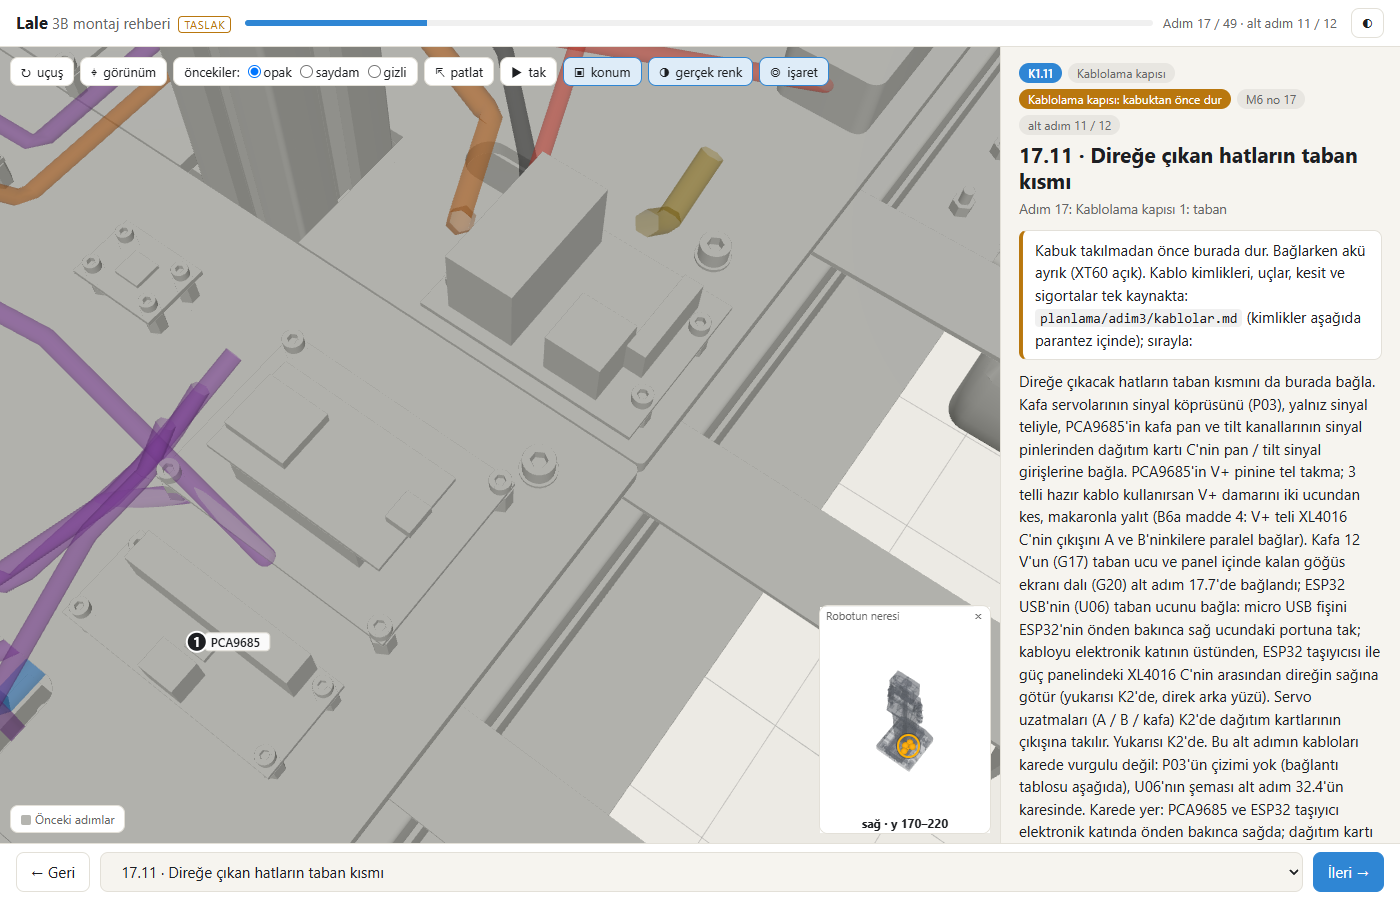 Lale 3B montaj rehberi TASLAK
Adım 17 / 49 · alt adım 11 / 12
↻ uçuş
⌖ görünüm
öncekiler: opak saydam gizli
⇱ patlat
▶ tak
▣ konum
◑ gerçek renk
◎ işaret
1 PCA9685
Önceki adımlar
Robotun neresi ×
sağ · y 170–220
K1.11 Kablolama kapısı
Kablolama kapısı: kabuktan önce dur M6 no 17
alt adım 11 / 12
17.11 · Direğe çıkan hatların taban
kısmı
Adım 17: Kablolama kapısı 1: taban
Kabuk takılmadan önce burada dur. Bağlarken akü
ayrık (XT60 açık). Kablo kimlikleri, uçlar, kesit ve
sigortalar tek kaynakta:
planlama/adim3/kablolar.md (kimlikler aşağıda
parantez içinde); sırayla:
Direğe çıkacak hatların taban kısmını da burada bağla.
Kafa servolarının sinyal köprüsünü (P03), yalnız sinyal
teliyle, PCA9685'in kafa pan ve tilt kanallarının sinyal
pinlerinden dağıtım kartı C'nin pan / tilt sinyal
girişlerine bağla. PCA9685'in V+ pinine tel takma; 3
telli hazır kablo kullanırsan V+ damarını iki ucundan
kes, makaronla yalıt (B6a madde 4: V+ teli XL4016
C'nin çıkışını A ve B'ninkilere paralel bağlar). Kafa 12
V'un (G17) taban ucu ve panel içinde kalan göğüs
ekranı dalı (G20) alt adım 17.7'de bağlandı; ESP32
USB'nin (U06) taban ucunu bağla: micro USB fişini
ESP32'nin önden bakınca sağ ucundaki portuna tak;
kabloyu elektronik katının üstünden, ESP32 taşıyıcısı ile
güç panelindeki XL4016 C'nin arasından direğin sağına
götür (yukarısı K2'de, direk arka yüzü). Servo
uzatmaları (A / B / kafa) K2'de dağıtım kartlarının
çıkışına takılır. Yukarısı K2'de. Bu alt adımın kabloları
karede vurgulu değil: P03'ün çizimi yok (bağlantı
tablosu aşağıda), U06'nın şeması alt adım 32.4'ün
karesinde. Karede yer: PCA9685 ve ESP32 taşıyıcı
elektronik katında önden bakınca sağda; dağıtım kartı
← Geri
17.11 · Direğe çıkan hatların taban kısmı
İleri →